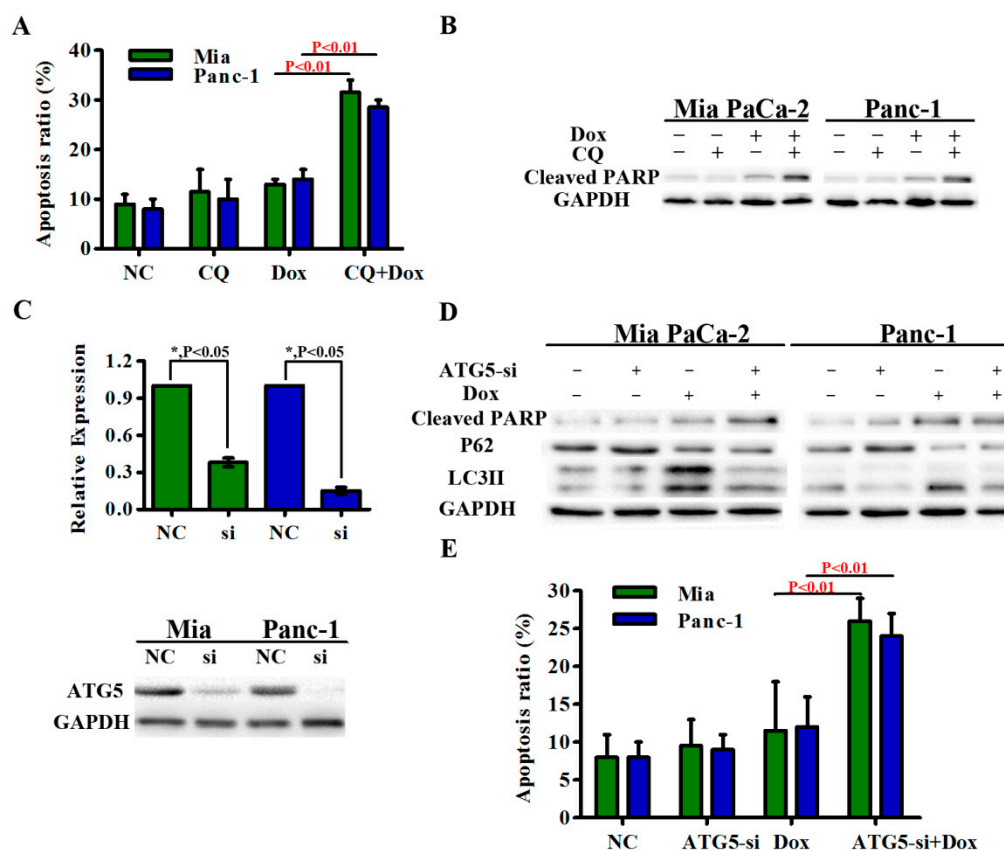 A
Apoptosis ratio (%)
40
30
20
10
0
Mia
Panc-1
P<0.01
P<0.01
NC CQ Dox CQ+Dox
B
Mia PaCa-2 Panc-1
Dox − − + + − − + +
CQ − + − + − + − +
Cleaved PARP
GAPDH
C
Relative Expression
1.2
0.9
0.6
0.3
0.0
*,P<0.05 *,P<0.05
NC si NC si
Mia Panc-1
NC si NC si
ATG5
GAPDH
D
Mia PaCa-2 Panc-1
ATG5-si − + − + − + − +
Dox − − + + − − + +
Cleaved PARP
P62
LC3II
GAPDH
E
Apoptosis ratio (%)
30
25
20
15
10
5
0
Mia
Panc-1
P<0.01
P<0.01
NC ATG5-si Dox ATG5-si+Dox